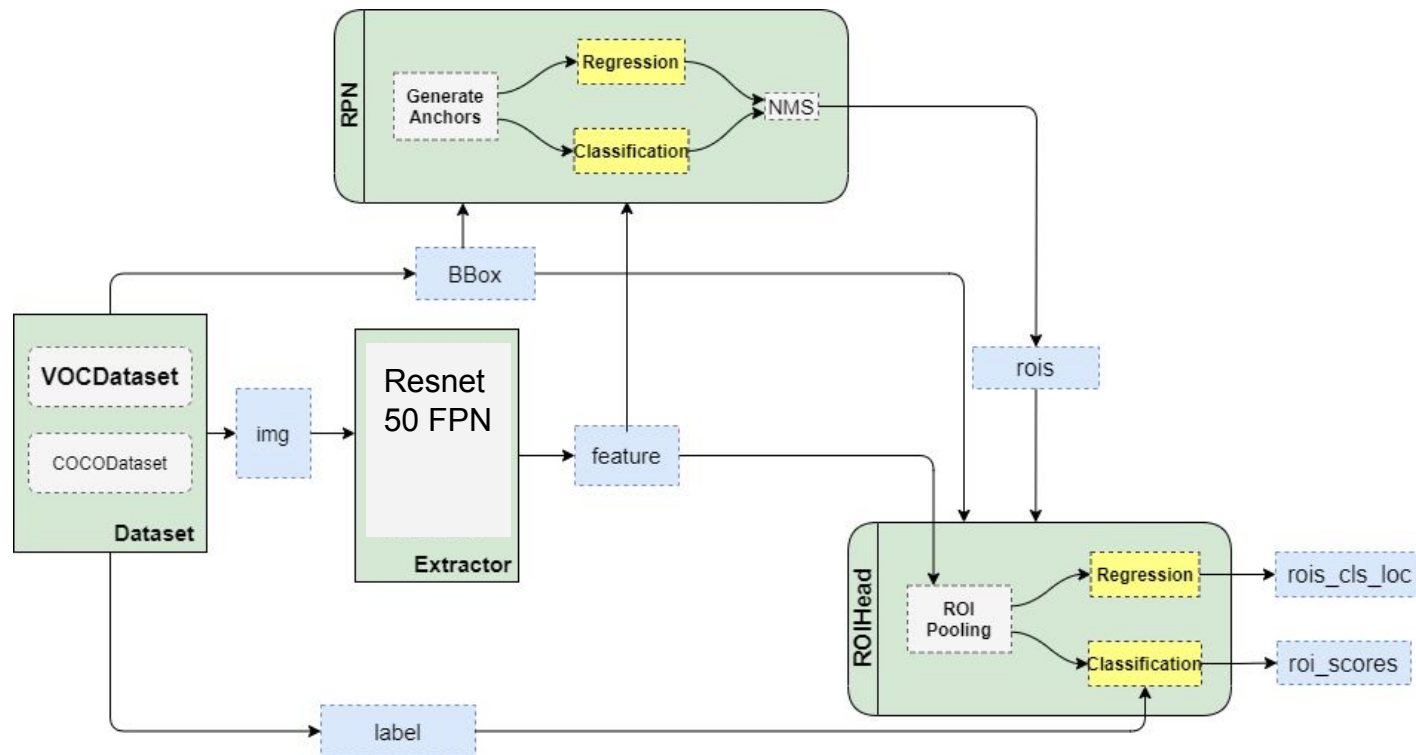 RPN
Generate
Anchors
Regression
Classification
NMS
BBox
VOCDataset
COCODataset
Dataset
img
Resnet
50 FPN
Extractor
feature
rois
ROIHead
ROI
Pooling
Regression
Classification
rois_cls_loc
roi_scores
label